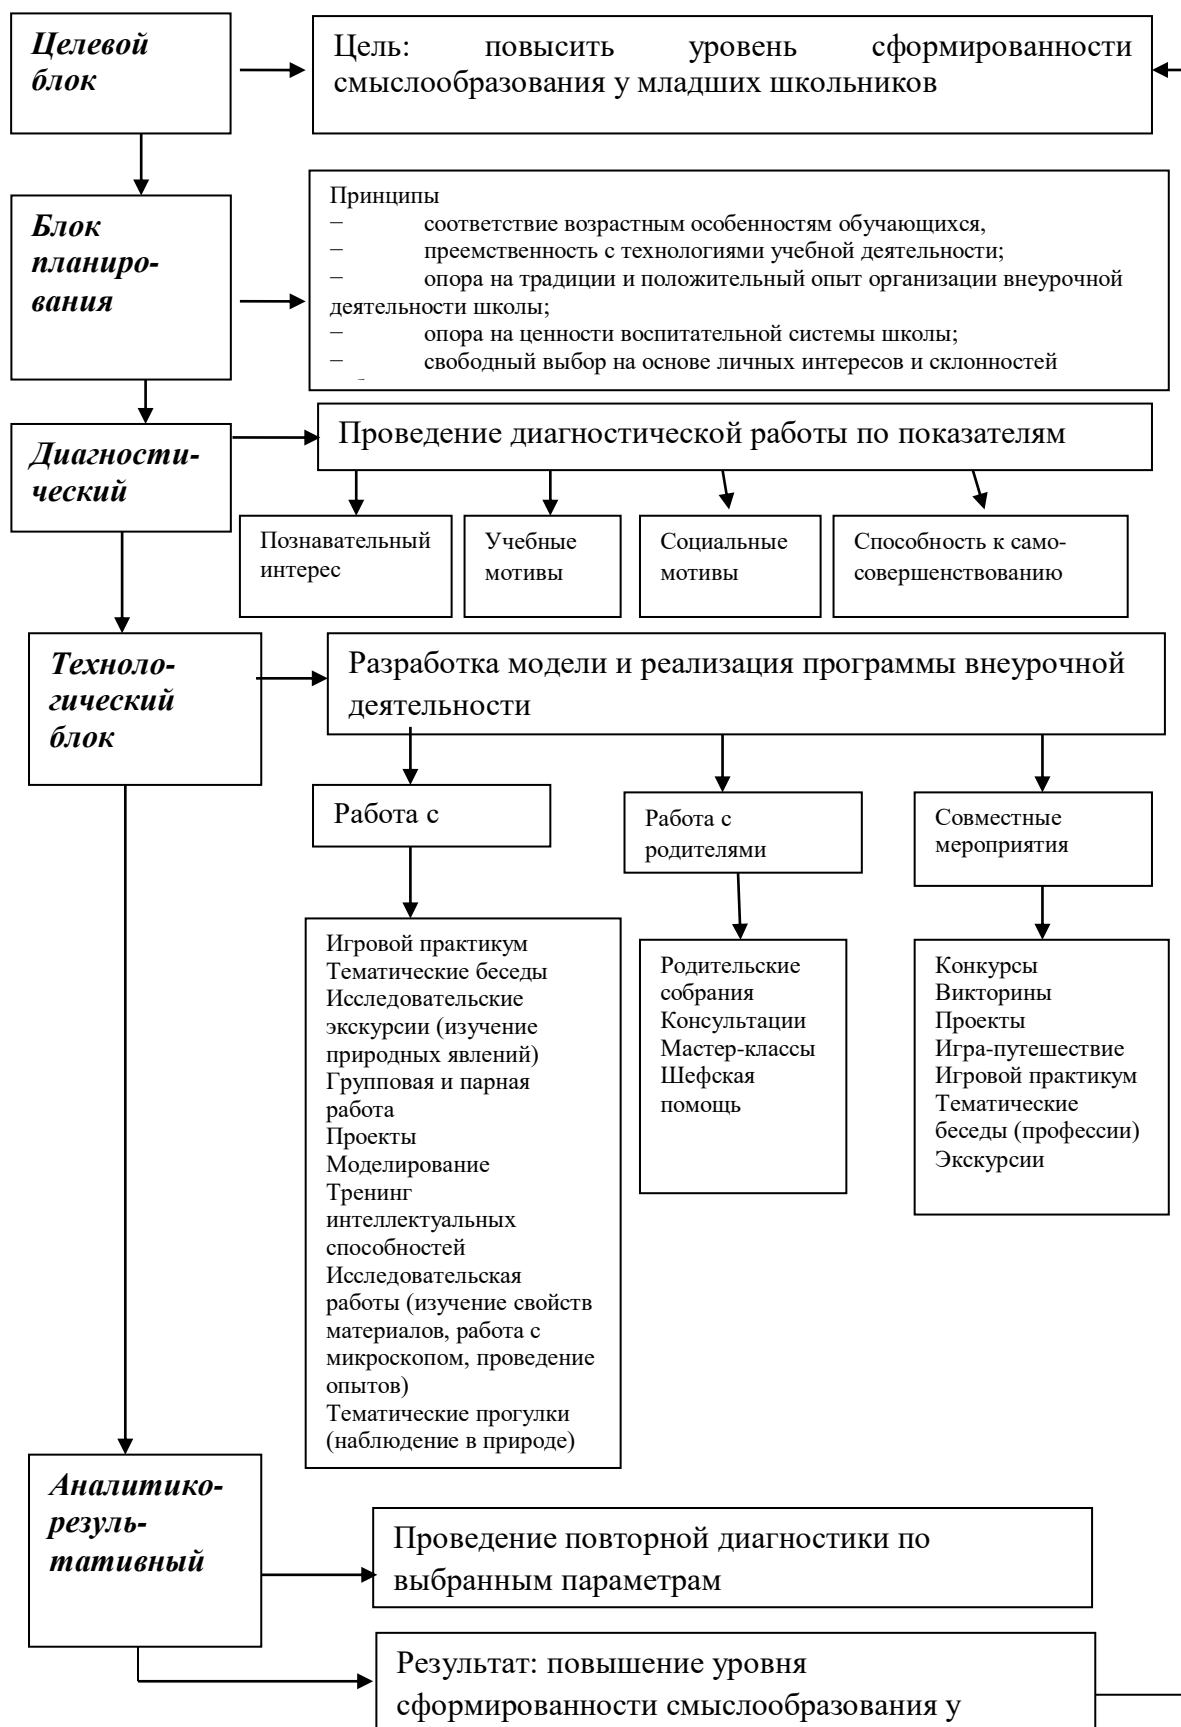 Целевой
блок
Цель: повысить уровень сформированности
смыслообразования у младших школьников
Блок
планиро-
вания
Принципы
− соответствие возрастным особенностям обучающихся,
− преемственность с технологиями учебной деятельности;
− опора на традиции и положительный опыт организации внеурочной
деятельности школы;
− опора на ценности воспитательной системы школы;
− свободный выбор на основе личных интересов и склонностей
Диагности-
ческий
Проведение диагностической работы по показателям
Познавательный
интерес
Учебные
мотивы
Социальные
мотивы
Способность к само-
совершенствованию
Техноло-
гический
блок
Разработка модели и реализация программы внеурочной
деятельности
Работа с
Работа с
родителями
Совместные
мероприятия
Игровой практикум
Тематические беседы
Исследовательские
экскурсии (изучение
природных явлений)
Групповая и парная
работа
Проекты
Моделирование
Тренинг
интеллектуальных
способностей
Исследовательская
работы (изучение свойств
материалов, работа с
микроскопом, проведение
опытов)
Тематические прогулки
(наблюдение в природе)
Родительские
собрания
Консультации
Мастер-классы
Шефская
помощь
Конкурсы
Викторины
Проекты
Игра-путешествие
Игровой практикум
Тематические
беседы (профессии)
Экскурсии
Аналитико-
резуль-
тативный
Проведение повторной диагностики по
выбранным параметрам
Результат: повышение уровня
сформированности смыслообразования у